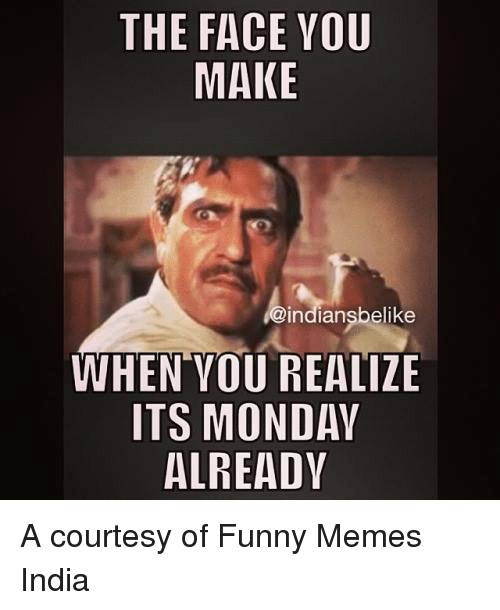 THE FACE YOU
MAKE
@indiansbelike
WHEN YOU REALIZE
ITS MONDAY
ALREADY
A courtesy of Funny Memes
India